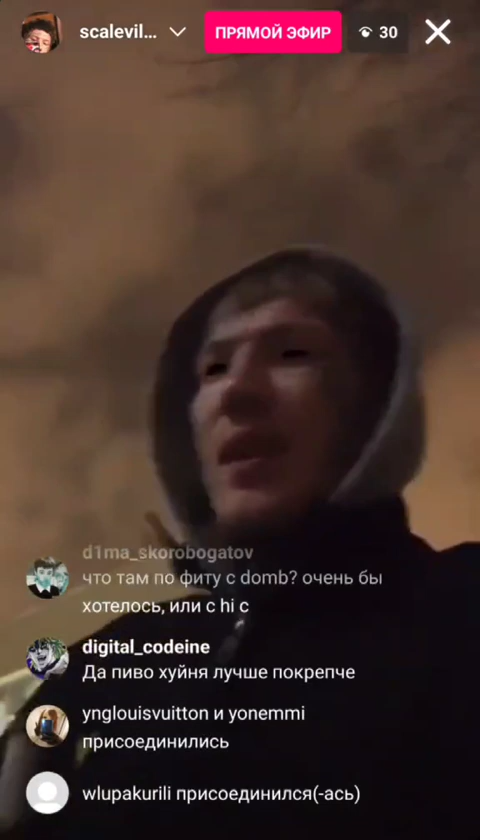 scalevil...
ПРЯМОЙ ЭФИР
30
d1ma_skorobogatov
что там по фиту с domb? очень бы
хотелось, или с hi c
digital_codeine
Да пиво хуйня лучше покрепче
ynglouisvuitton и yonemmi
присоединились
wlupakurili присоединился(-ась)